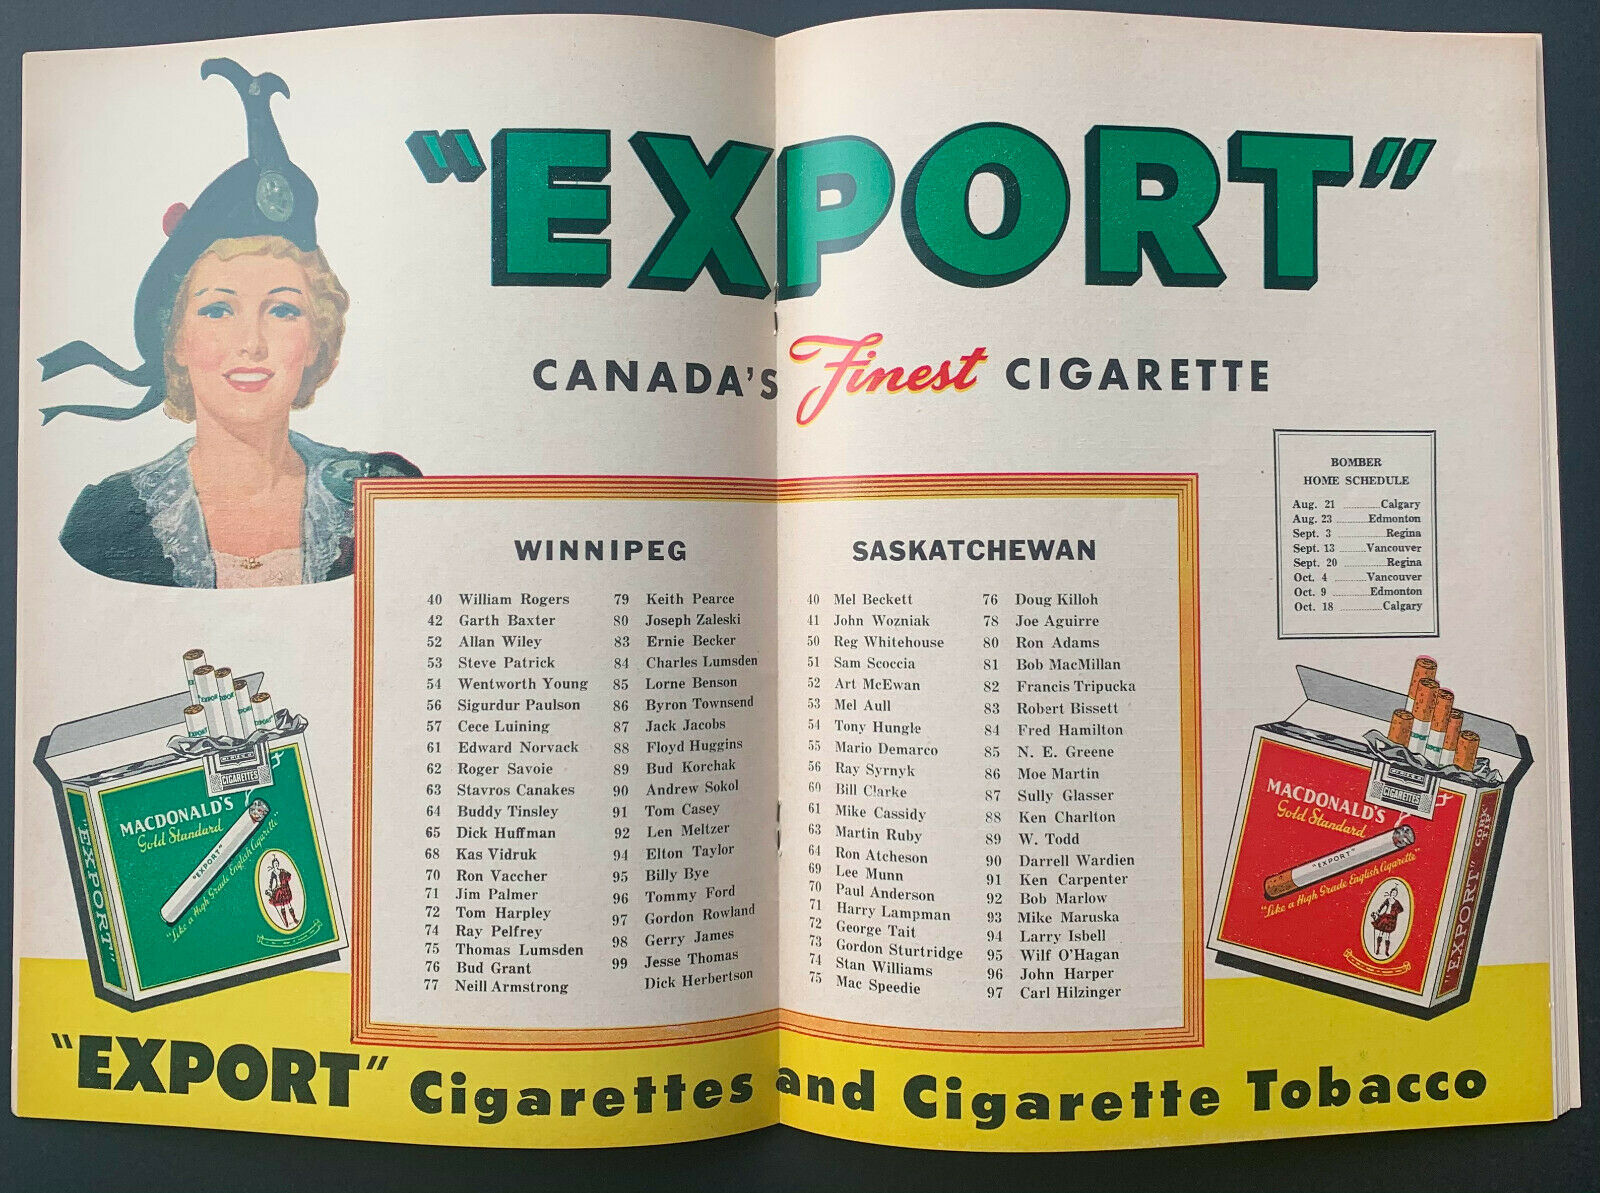 "EXPORT"
CANADA'S Finest CIGARETTE
BOMBER
HOME SCHEDULE
Aug. 21 Calgary
Aug. 23 Edmonton
Sept. 3 Regina
Sept. 13 Vancouver
Sept. 20 Regina
Oct. 4 Vancouver
Oct. 9 Edmonton
Oct. 18 Calgary
WINNIPEG
40 William Rogers
42 Garth Baxter
52 Allan Wiley
53 Steve Patrick
54 Wentworth Young
56 Sigurdur Paulson
57 Cece Luining
61 Edward Norvack
62 Roger Savoie
63 Stavros Canakes
64 Buddy Tinsley
65 Dick Huffman
68 Kas Vidruk
70 Ron Vaccher
71 Jim Palmer
72 Tom Harpley
74 Ray Pelfrey
75 Thomas Lumsden
76 Bud Grant
77 Neill Armstrong
79 Keith Pearce
80 Joseph Zaleski
83 Ernie Becker
84 Charles Lumsden
85 Lorne Benson
86 Byron Townsend
87 Jack Jacobs
88 Floyd Huggins
89 Bud Korchak
90 Andrew Sokol
91 Tom Casey
92 Len Meltzer
94 Elton Taylor
95 Billy Bye
96 Tommy Ford
97 Gordon Rowland
98 Gerry James
99 Jesse Thomas
Dick Herbertson
SASKATCHEWAN
40 Mel Beckett
41 John Wozniak
50 Reg Whitehouse
51 Sam Scoccia
52 Art McEwan
53 Mel Aull
54 Tony Hungle
55 Mario Demarco
56 Ray Syrnyk
60 Bill Clarke
61 Mike Cassidy
63 Martin Ruby
64 Ron Atcheson
69 Lee Munn
70 Paul Anderson
71 Harry Lampman
72 George Tait
73 Gordon Sturtridge
74 Stan Williams
75 Mac Speedie
76 Doug Killoh
78 Joe Aguirre
80 Ron Adams
81 Bob MacMillan
82 Francis Tripucka
83 Robert Bissett
84 Fred Hamilton
85 N. E. Greene
86 Moe Martin
87 Sully Glasser
88 Ken Charlton
89 W. Todd
90 Darrell Wardien
91 Ken Carpenter
92 Bob Marlow
93 Mike Maruska
94 Larry Isbell
95 Wilf O'Hagan
96 John Harper
97 Carl Hilzinger
CIGARETTES
MACDONALD'S
Gold Standard
"EXPORT"
"Like a High Grade English Cigarette"
"EXPORT"
CIGARETTES
MACDONALD'S
Gold Standard
"EXPORT"
"Like a High Grade English Cigarette"
"EXPORT"
"EXPORT" Cigarettes and Cigarette Tobacco